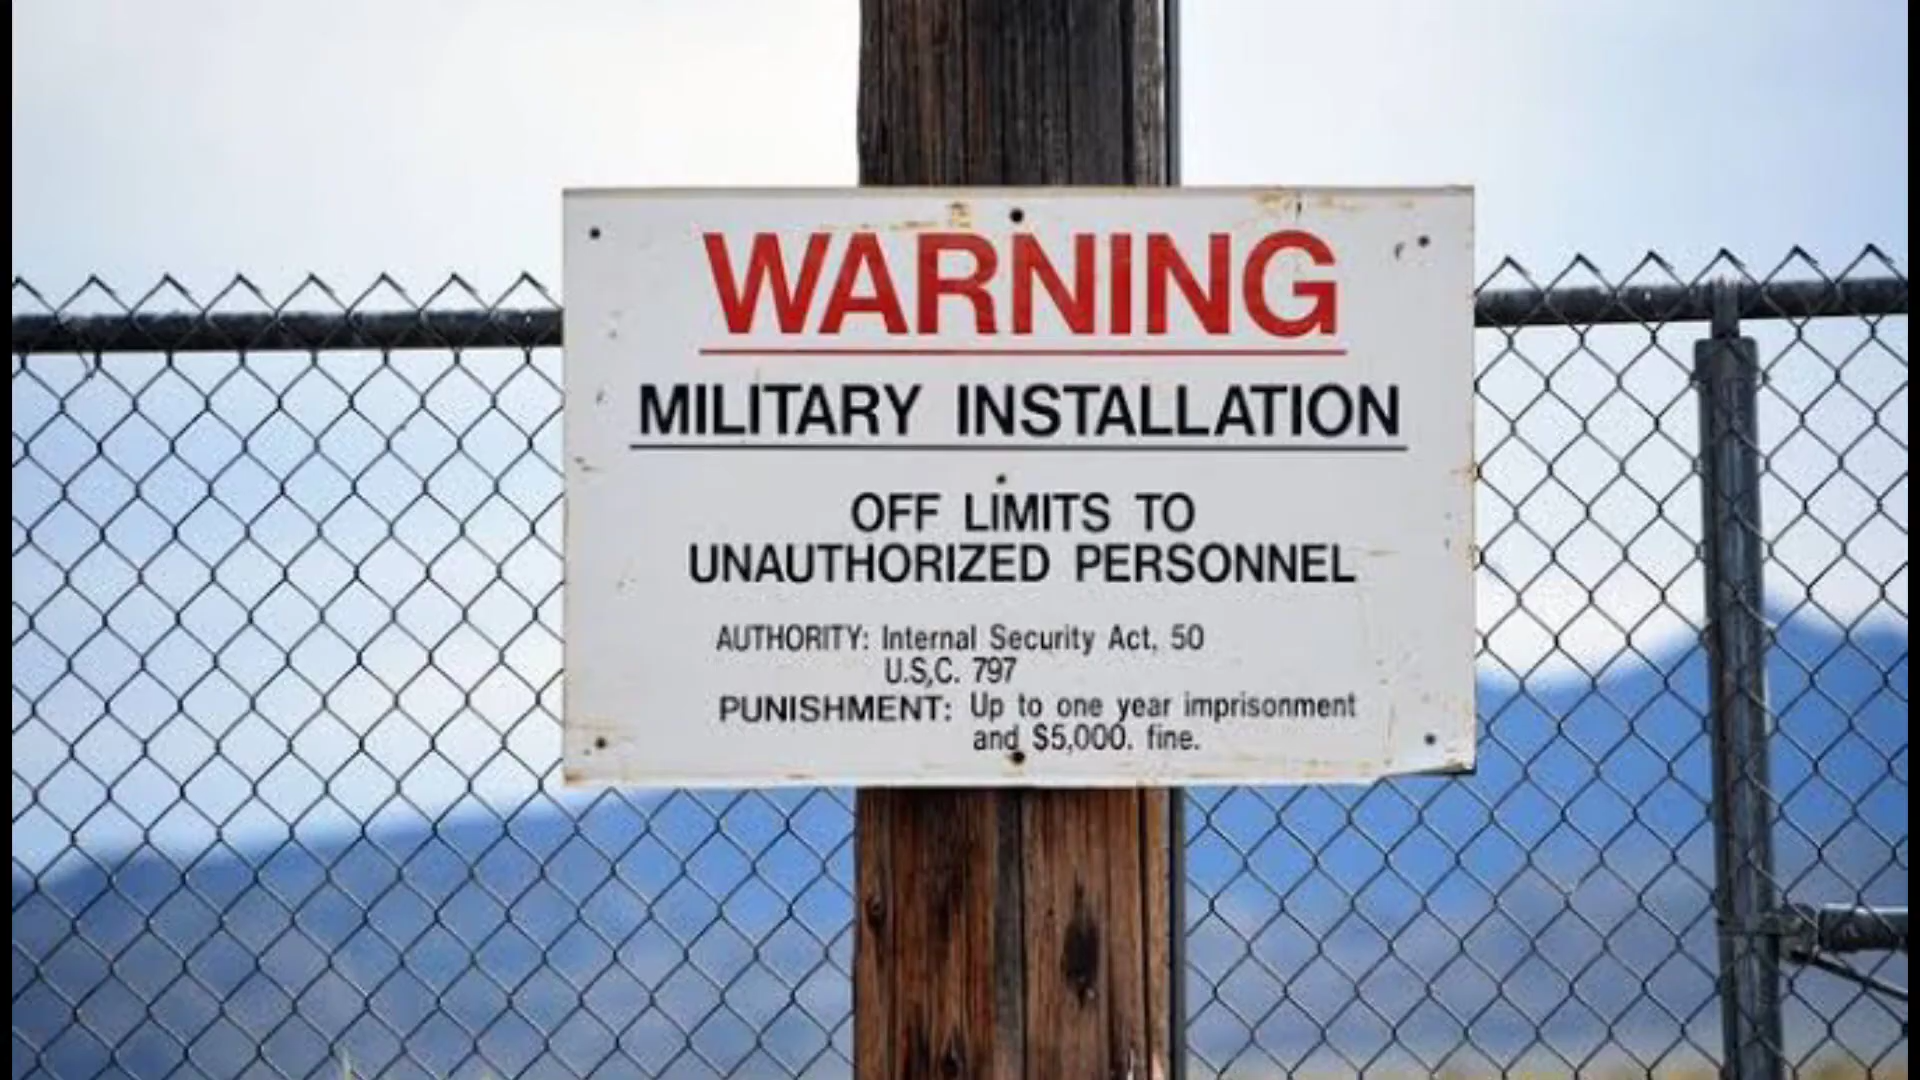 WARNING
MILITARY INSTALLATION
OFF LIMITS TO
UNAUTHORIZED PERSONNEL
AUTHORITY: Internal Security Act, 50
U.S,C. 797
PUNISHMENT: Up to one year imprisonment
and $5,000. fine.